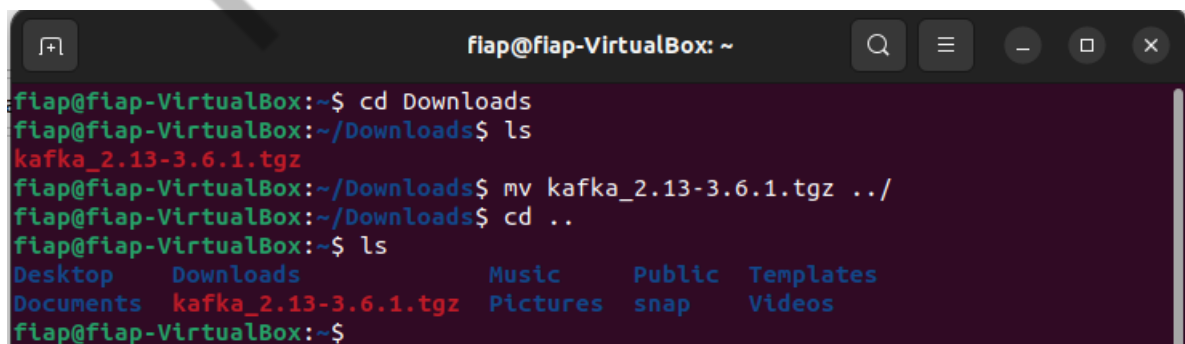 fiap@fiap-VirtualBox: ~
fiap@fiap-VirtualBox:~$ cd Downloads
fiap@fiap-VirtualBox:~/Downloads$ ls
kafka_2.13-3.6.1.tgz
fiap@fiap-VirtualBox:~/Downloads$ mv kafka_2.13-3.6.1.tgz ../
fiap@fiap-VirtualBox:~/Downloads$ cd ..
fiap@fiap-VirtualBox:~$ ls
Desktop Downloads Music Public Templates
Documents kafka_2.13-3.6.1.tgz Pictures snap Videos
fiap@fiap-VirtualBox:~$